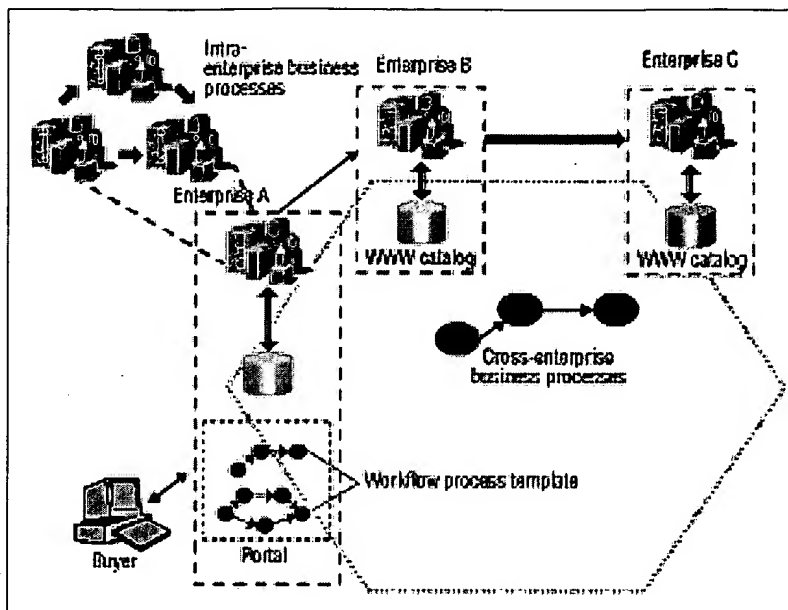 Intra-
enterprise business
processes
Enterprise B
Enterprise C
Enterprise A
WWW catalog
WWW catalog
Cross-enterprise
business processes
Workflow process template
Buyer
Portal